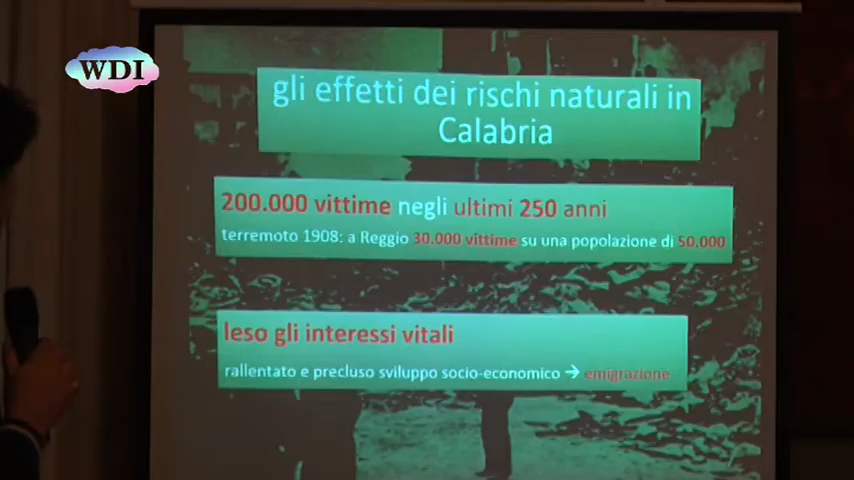 WDI
gli effetti dei rischi naturali in
Calabria
200.000 vittime negli ultimi 250 anni
terremoto 1908: a Reggio 30.000 vittime su una popolazione di 50.000
leso gli interessi vitali
rallentato e precluso sviluppo socio-economico → emigrazione